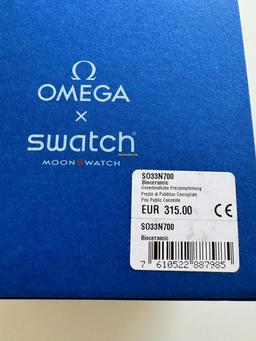 Ω
OMEGA
×
swatch
MOONSWATCH
SO33N700
Bioceramic
Unverbindliche Preisempfehlung
Prezzo al Pubblico Consigliato
Prix Public Conseillé
EUR 315.00 CE
SO33N700
Bioceramic
7 610522 887985